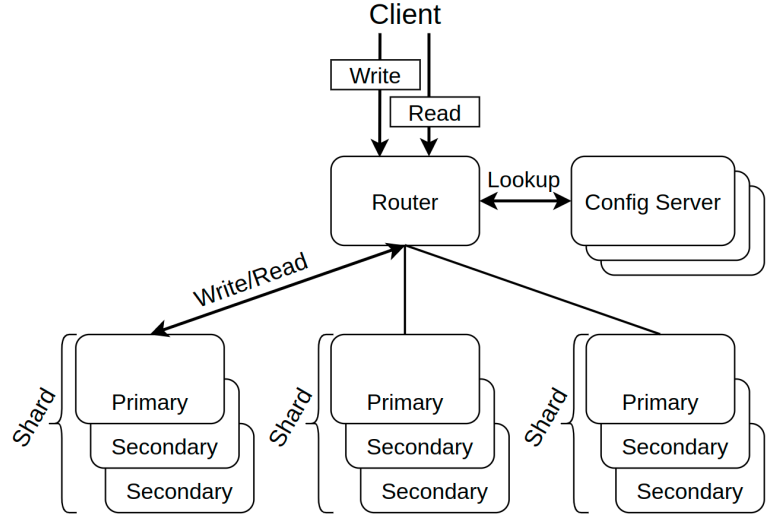 Client
Write
Read
Router
Lookup
Config Server
Write/Read
Shard
Primary
Secondary
Secondary
Shard
Primary
Secondary
Secondary
Shard
Primary
Secondary
Secondary